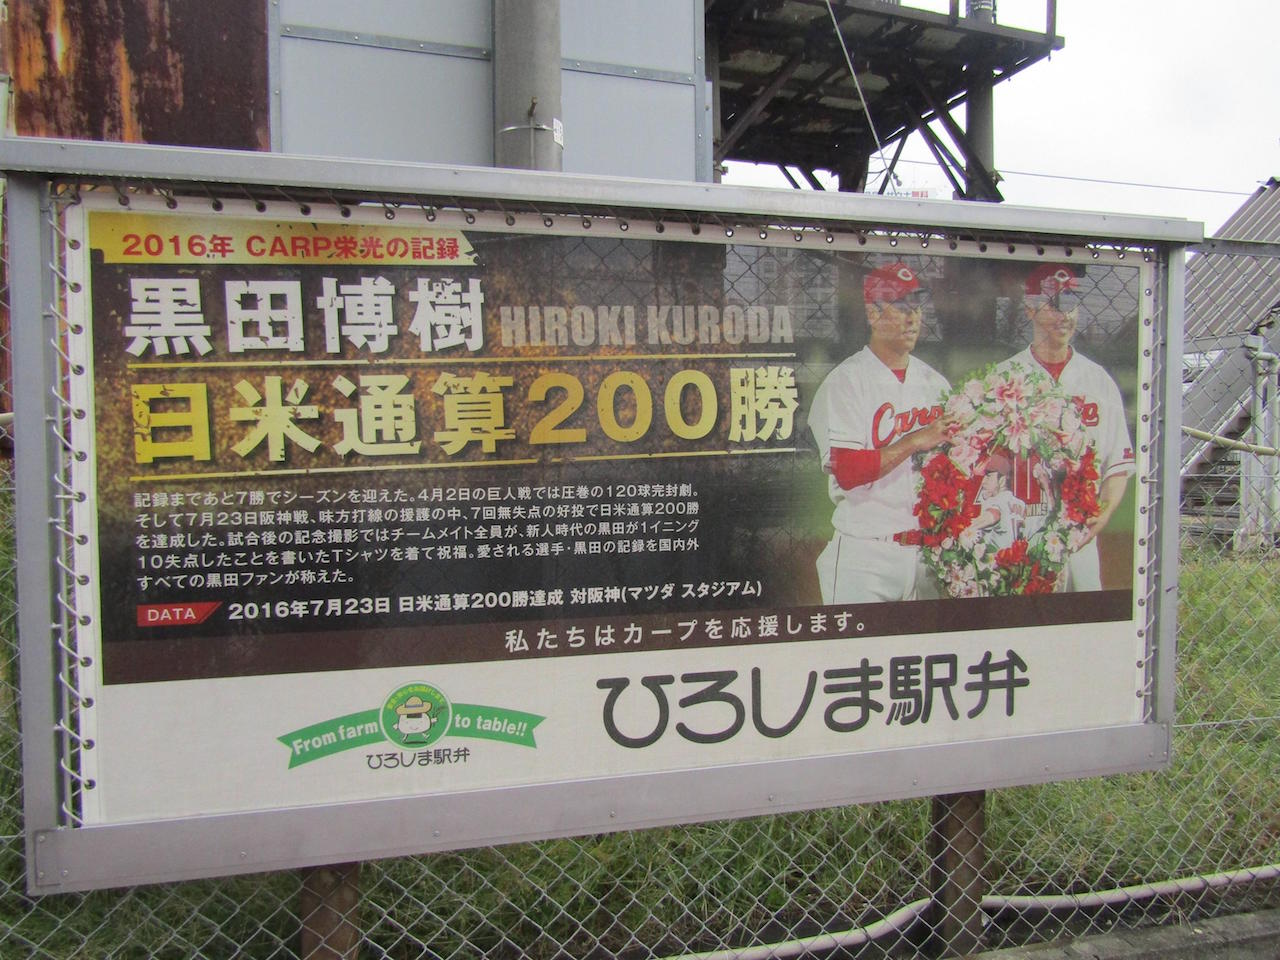 2016年 CARP栄光の記録
黒田博樹 HIROKI KURODA
日米通算200勝
記録まであと7勝でシーズンを迎えた。4月2日の巨人戦では圧巻の120球完封劇。
そして7月23日阪神戦、味方打線の援護の中、7回無失点の好投で日米通算200勝
を達成した。試合後の記念撮影ではチームメイト全員が、新人時代の黒田が1イニング
10失点したことを書いたTシャツを着て祝福。愛される選手・黒田の記録を国内外
すべての黒田ファンが称えた。
DATA 2016年7月23日 日米通算200勝達成 対阪神(マツダ スタジアム)
私たちはカープを応援します。
From farm to table!!
ひろしま駅弁
ひろしま駅弁